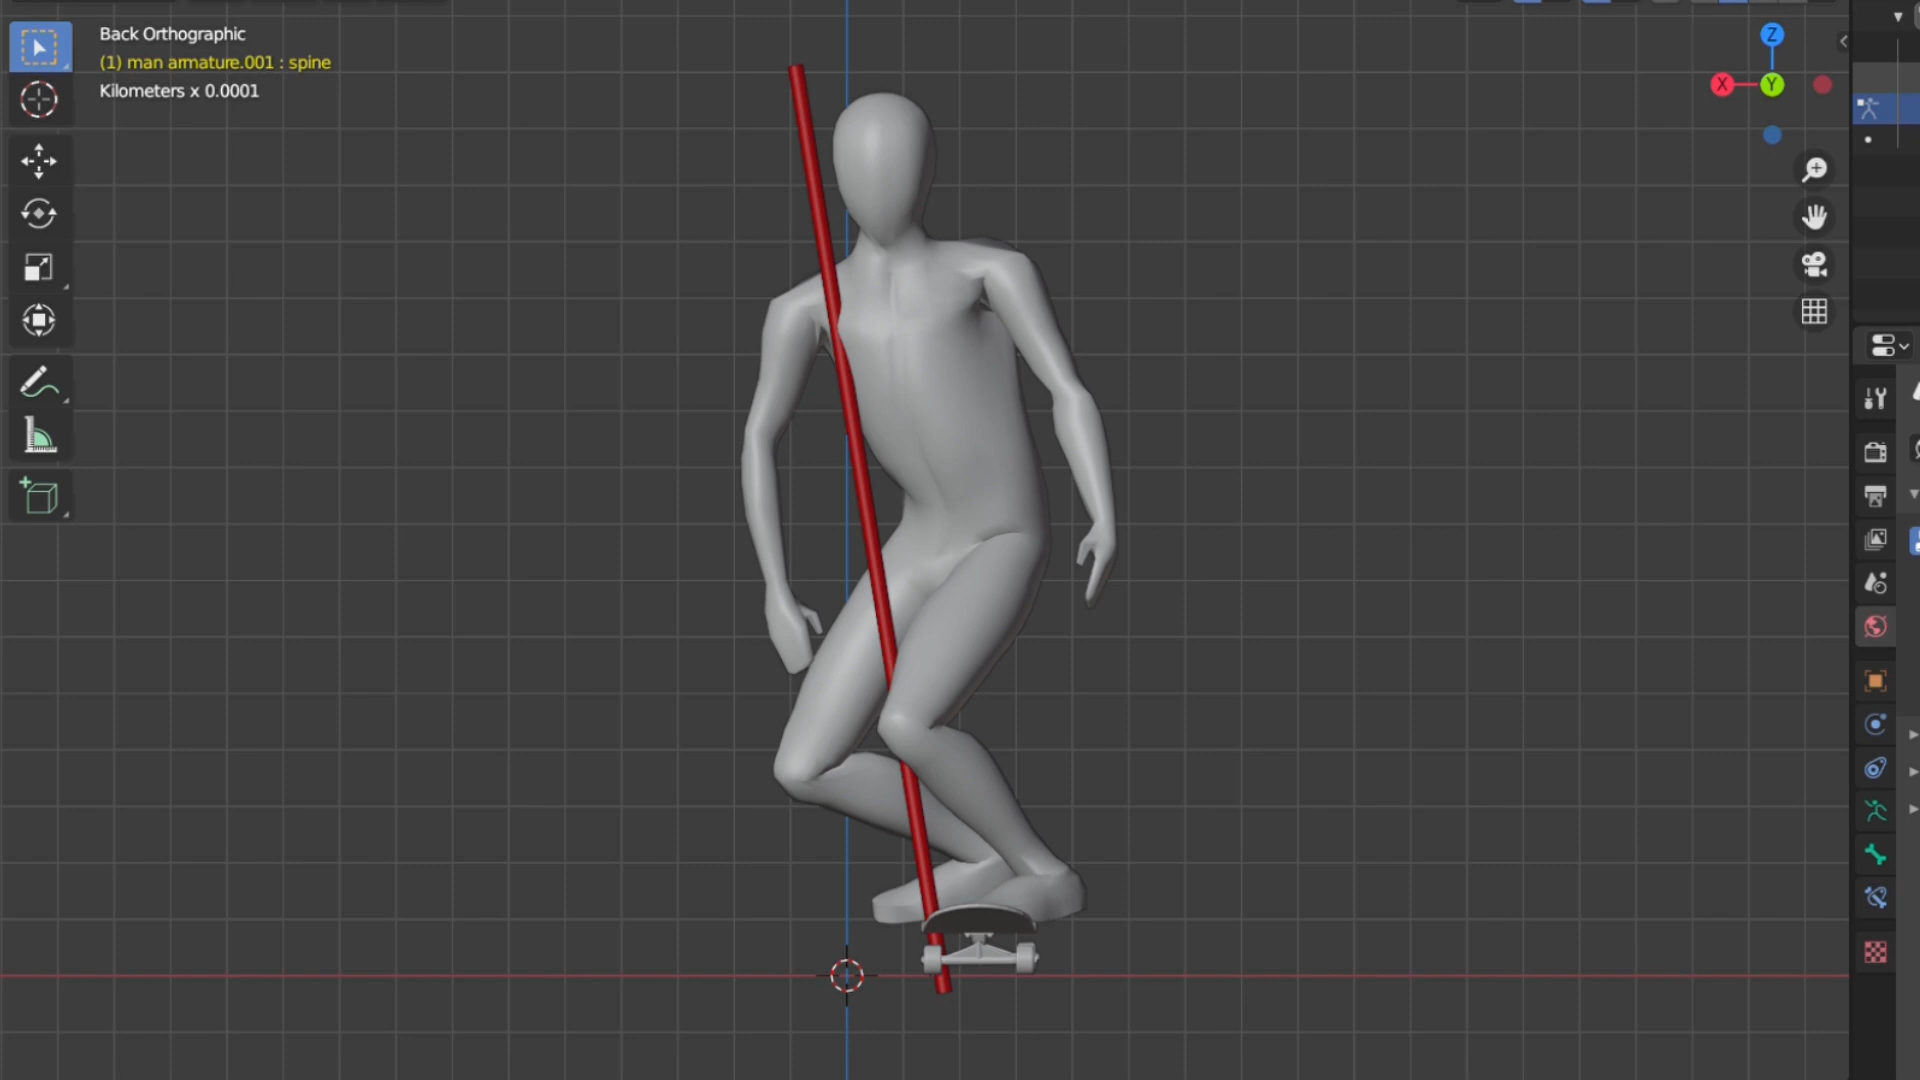 Back Orthographic
(1) man armature.001 : spine
Kilometers x 0.0001
Z
X
Y